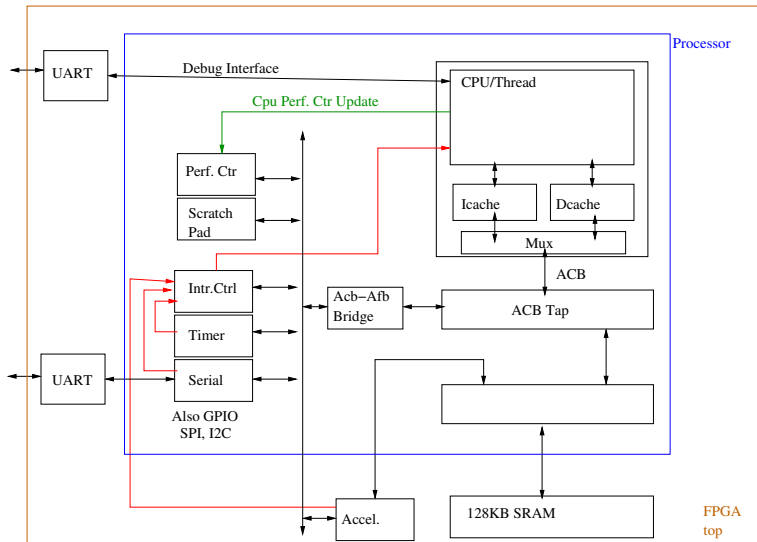 Processor
UART
Debug Interface
CPU/Thread
Cpu Perf. Ctr Update
Perf. Ctr
Scratch
Pad
Icache
Dcache
Mux
ACB
Intr.Ctrl
Acb−Afb
Bridge
ACB Tap
Timer
UART
Serial
Also GPIO
SPI, I2C
Accel.
128KB SRAM
FPGA
top